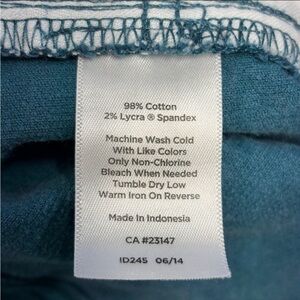 98% Cotton
2% Lycra ® Spandex
Machine Wash Cold
With Like Colors
Only Non-Chlorine
Bleach When Needed
Tumble Dry Low
Warm Iron On Reverse
Made in Indonesia
CA #23147
ID245 06/14